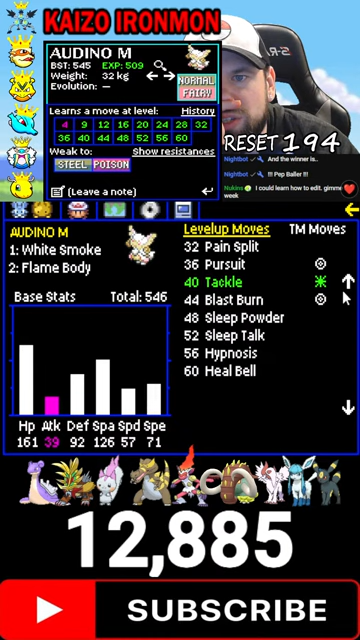 KAIZO IRONMON
AUDINO M
BST: 545 EXP: 509
Weight: 32 kg
Evolution: —
NORMAL
FAIRY
Learns a move at level: History
4 9 12 16 20 24 28 32
36 40 44 48 52 56 60
Weak to: Show resistances
STEEL POISON
(Leave a note)
RESET 194
Nightbot And the winner is..
Nightbot !!! Pep Baller !!!
I could learn how to edit. gimme
week
AUDINO M
1: White Smoke
2: Flame Body
Base Stats Total: 546
Hp Atk Def Spa Spd Spe
161 39 92 126 57 71
Levelup Moves TM Moves
32 Pain Split
36 Pursuit
40 Tackle
44 Blast Burn
48 Sleep Powder
52 Sleep Talk
56 Hypnosis
60 Heal Bell
12,885
SUBSCRIBE